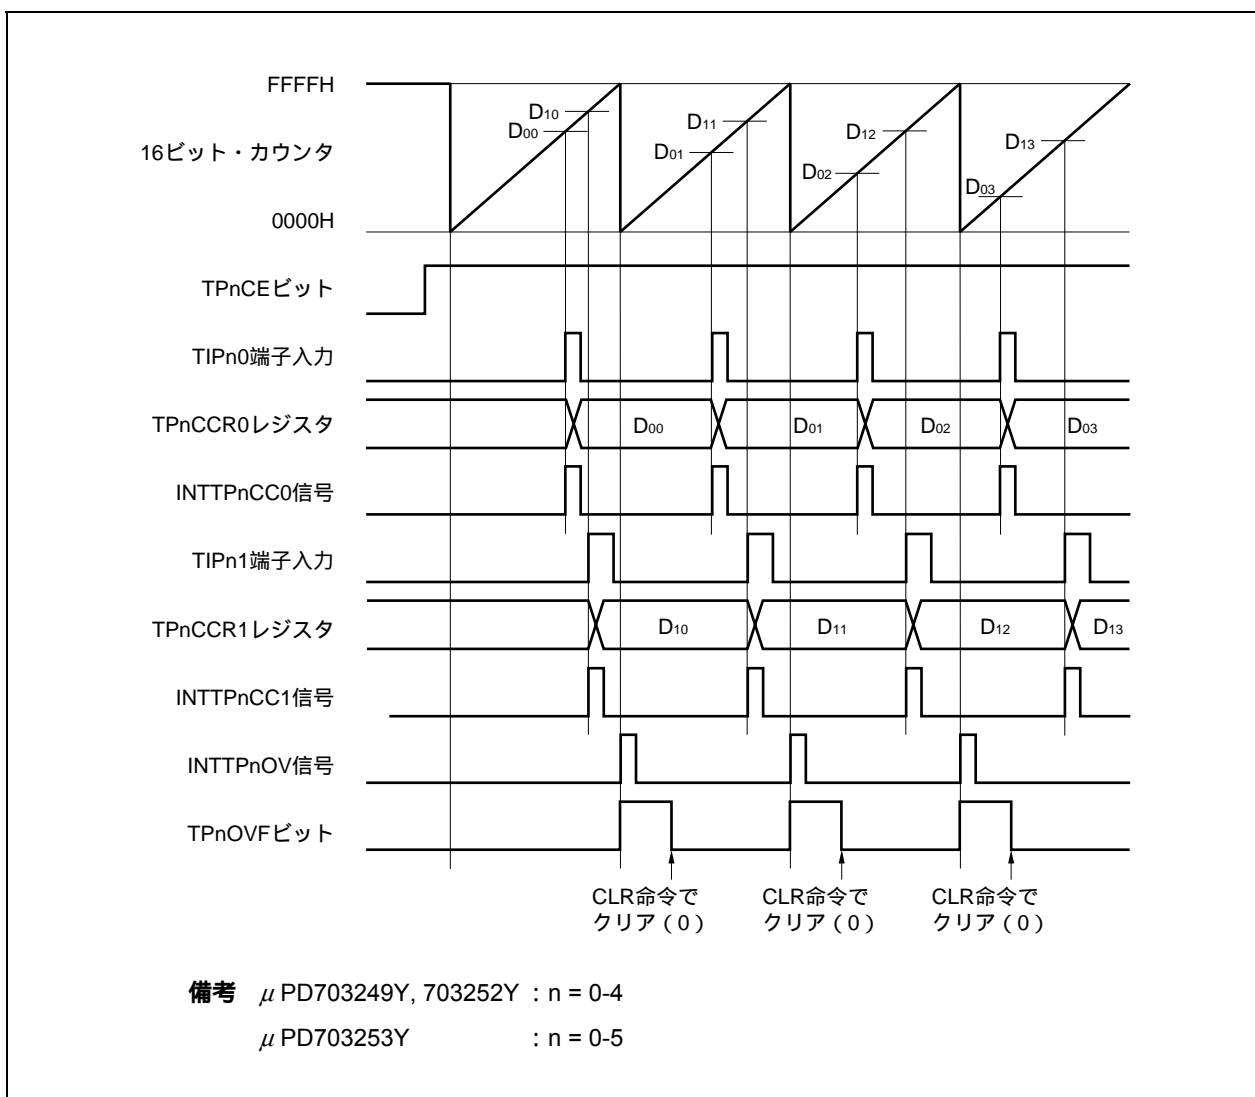 FFFFH
16ビット・カウンタ
0000H
D10
D00
D11
D01
D12
D02
D13
D03
TPnCEビット
TIPn0端子入力
TPnCCR0レジスタ
D00
D01
D02
D03
INTTPnCC0信号
TIPn1端子入力
TPnCCR1レジスタ
D10
D11
D12
D13
INTTPnCC1信号
INTTPnOV信号
TPnOVFビット
CLR命令で
クリア（0）
CLR命令で
クリア（0）
CLR命令で
クリア（0）
備考 μ PD703249Y, 703252Y : n = 0-4
μ PD703253Y : n = 0-5